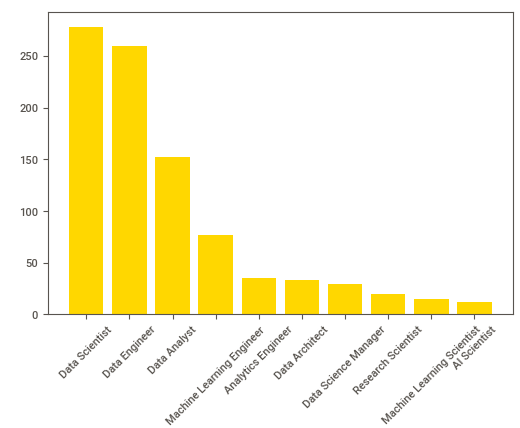 250
200
150
100
50
0
Data Scientist
Data Engineer
Data Analyst
Machine Learning Engineer
Analytics Engineer
Data Architect
Data Science Manager
Research Scientist
Machine Learning Scientist
AI Scientist